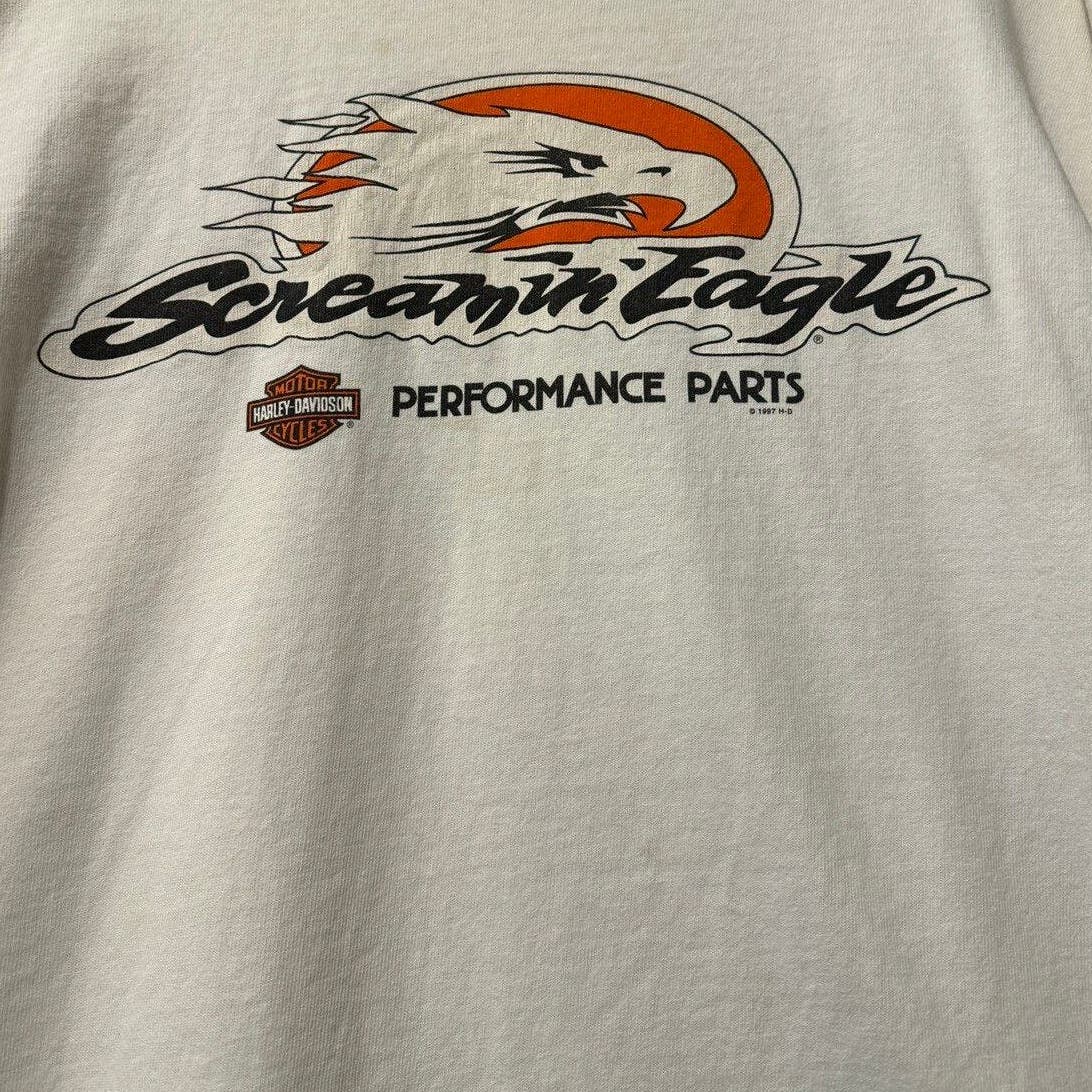 Screamin' Eagle ®
MOTOR
HARLEY-DAVIDSON
CYCLES ®
PERFORMANCE PARTS
© 1997 H-D